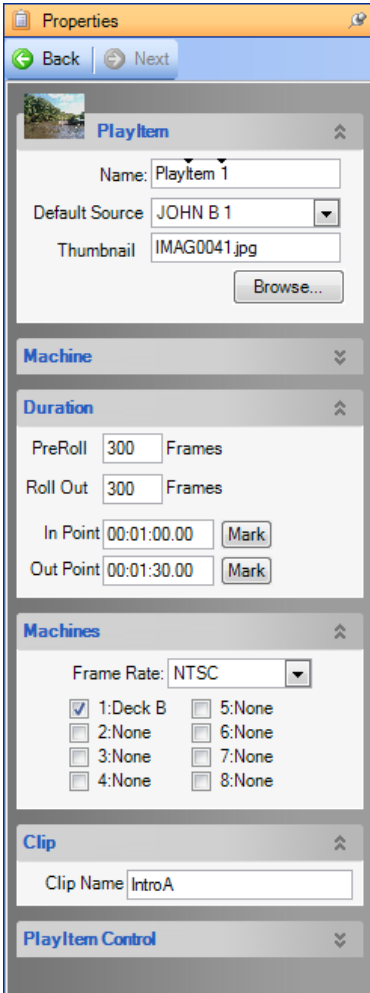 Properties
Back Next
PlayItem
Name: PlayItem 1
Default Source JOHN B 1
Thumbnail IMAG0041.jpg
Browse...
Machine
Duration
PreRoll 300 Frames
Roll Out 300 Frames
In Point 00:01:00.00 Mark
Out Point 00:01:30.00 Mark
Machines
Frame Rate: NTSC
1:Deck B 5:None
2:None 6:None
3:None 7:None
4:None 8:None
Clip
Clip Name IntroA
PlayItem Control